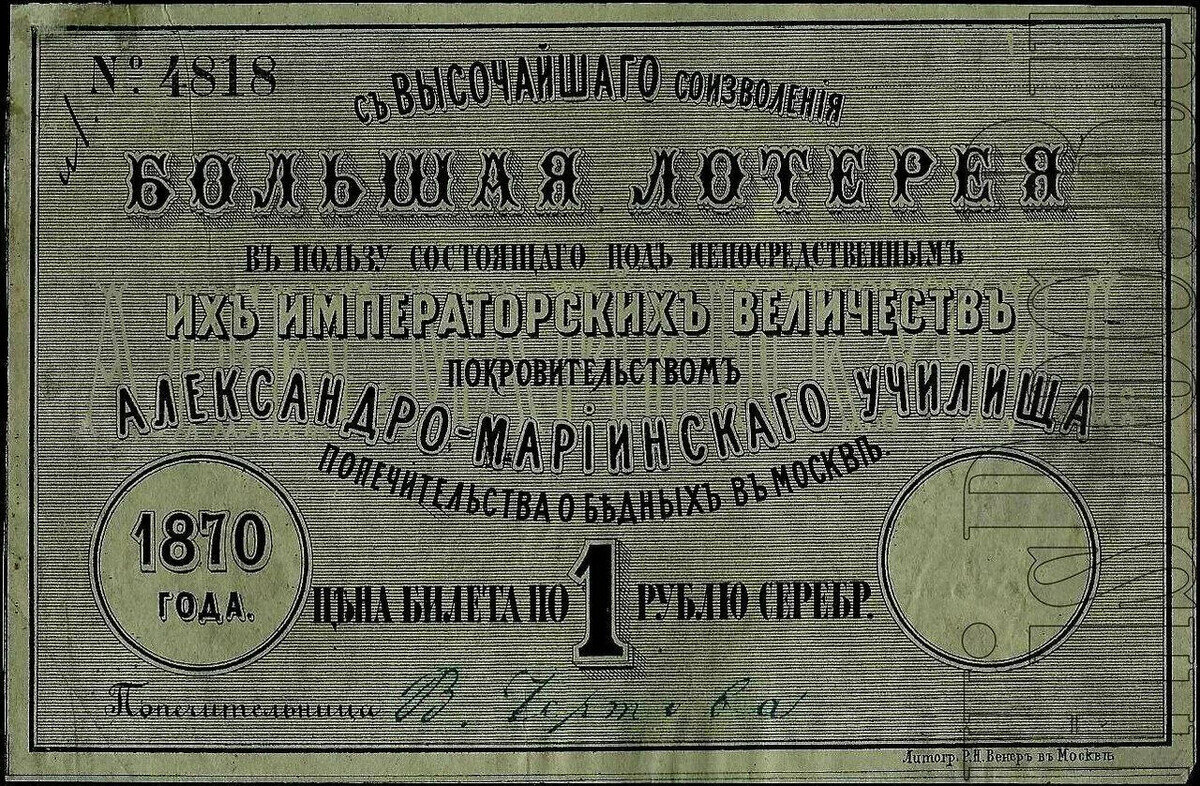 № 4818
съ ВЫСОЧАЙШАГО соизволенія
БОЛЬШАЯ ЛОТЕРЕЯ
ВЪ ПОЛЬЗУ СОСТОЯЩАГО ПОДЪ НЕПОСРЕДСТВЕННЫМЪ
ИХЪ ИМПЕРАТОРСКИХЪ ВЕЛИЧЕСТВЪ
ПОКРОВИТЕЛЬСТВОМЪ
АЛЕКСАНДРО-МАРІИНСКАГО УЧИЛИЩА
ПОПЕЧИТЕЛЬСТВА О БѢДНЫХЪ ВЪ МОСКВѢ.
1870
ГОДА.
ЦѢНА БИЛЕТА ПО 1 РУБЛЮ СЕРЕБР.
Попечительница В. Чертова
Литогр. Р. И. Венеръ въ Москвѣ